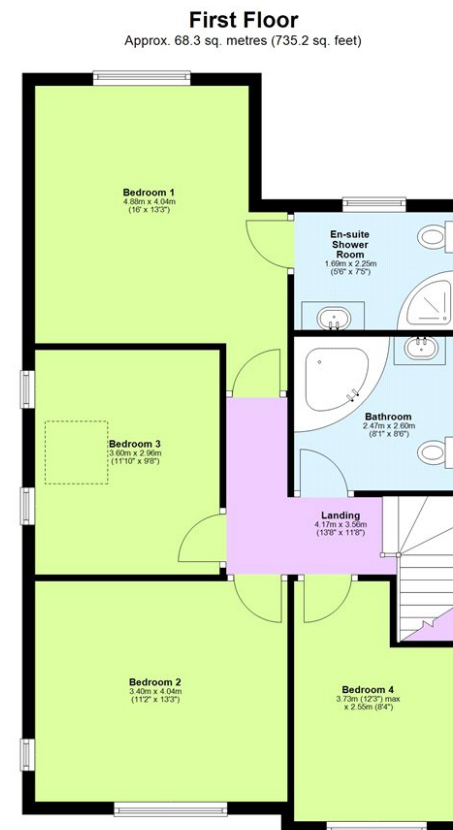 First Floor
Approx. 68.3 sq. metres (735.2 sq. feet)
Bedroom 1
4.88m x 4.04m
(16' x 13'3")
En-suite
Shower
Room
1.69m x 2.25m
(5'6" x 7'5")
Bathroom
2.47m x 2.60m
(8'1" x 8'6")
Bedroom 3
3.60m x 2.96m
(11'10" x 9'8")
Landing
4.17m x 3.56m
(13'8" x 11'8")
Bedroom 2
3.40m x 4.04m
(11'2" x 13'3")
Bedroom 4
3.73m (12'3") max
x 2.55m (8'4")